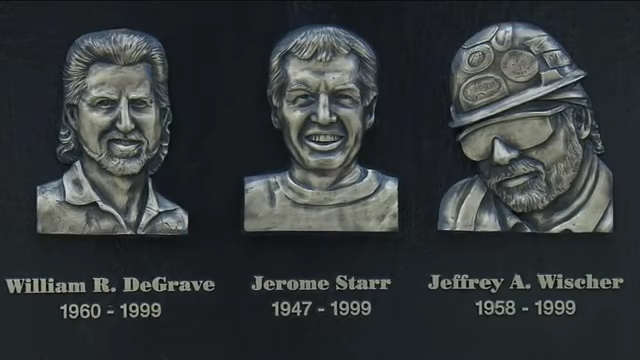 William R. DeGrave
1960 - 1999
Jerome Starr
1947 - 1999
Jeffrey A. Wischer
1958 - 1999